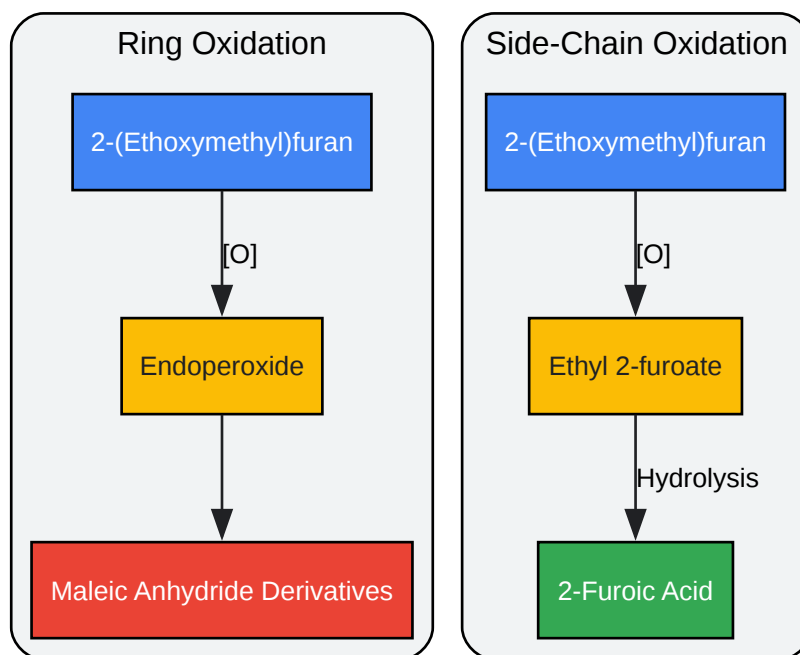 Ring Oxidation
2-(Ethoxymethyl)furan
[O]
Endoperoxide
Maleic Anhydride Derivatives
Side-Chain Oxidation
2-(Ethoxymethyl)furan
[O]
Ethyl 2-furoate
Hydrolysis
2-Furoic Acid